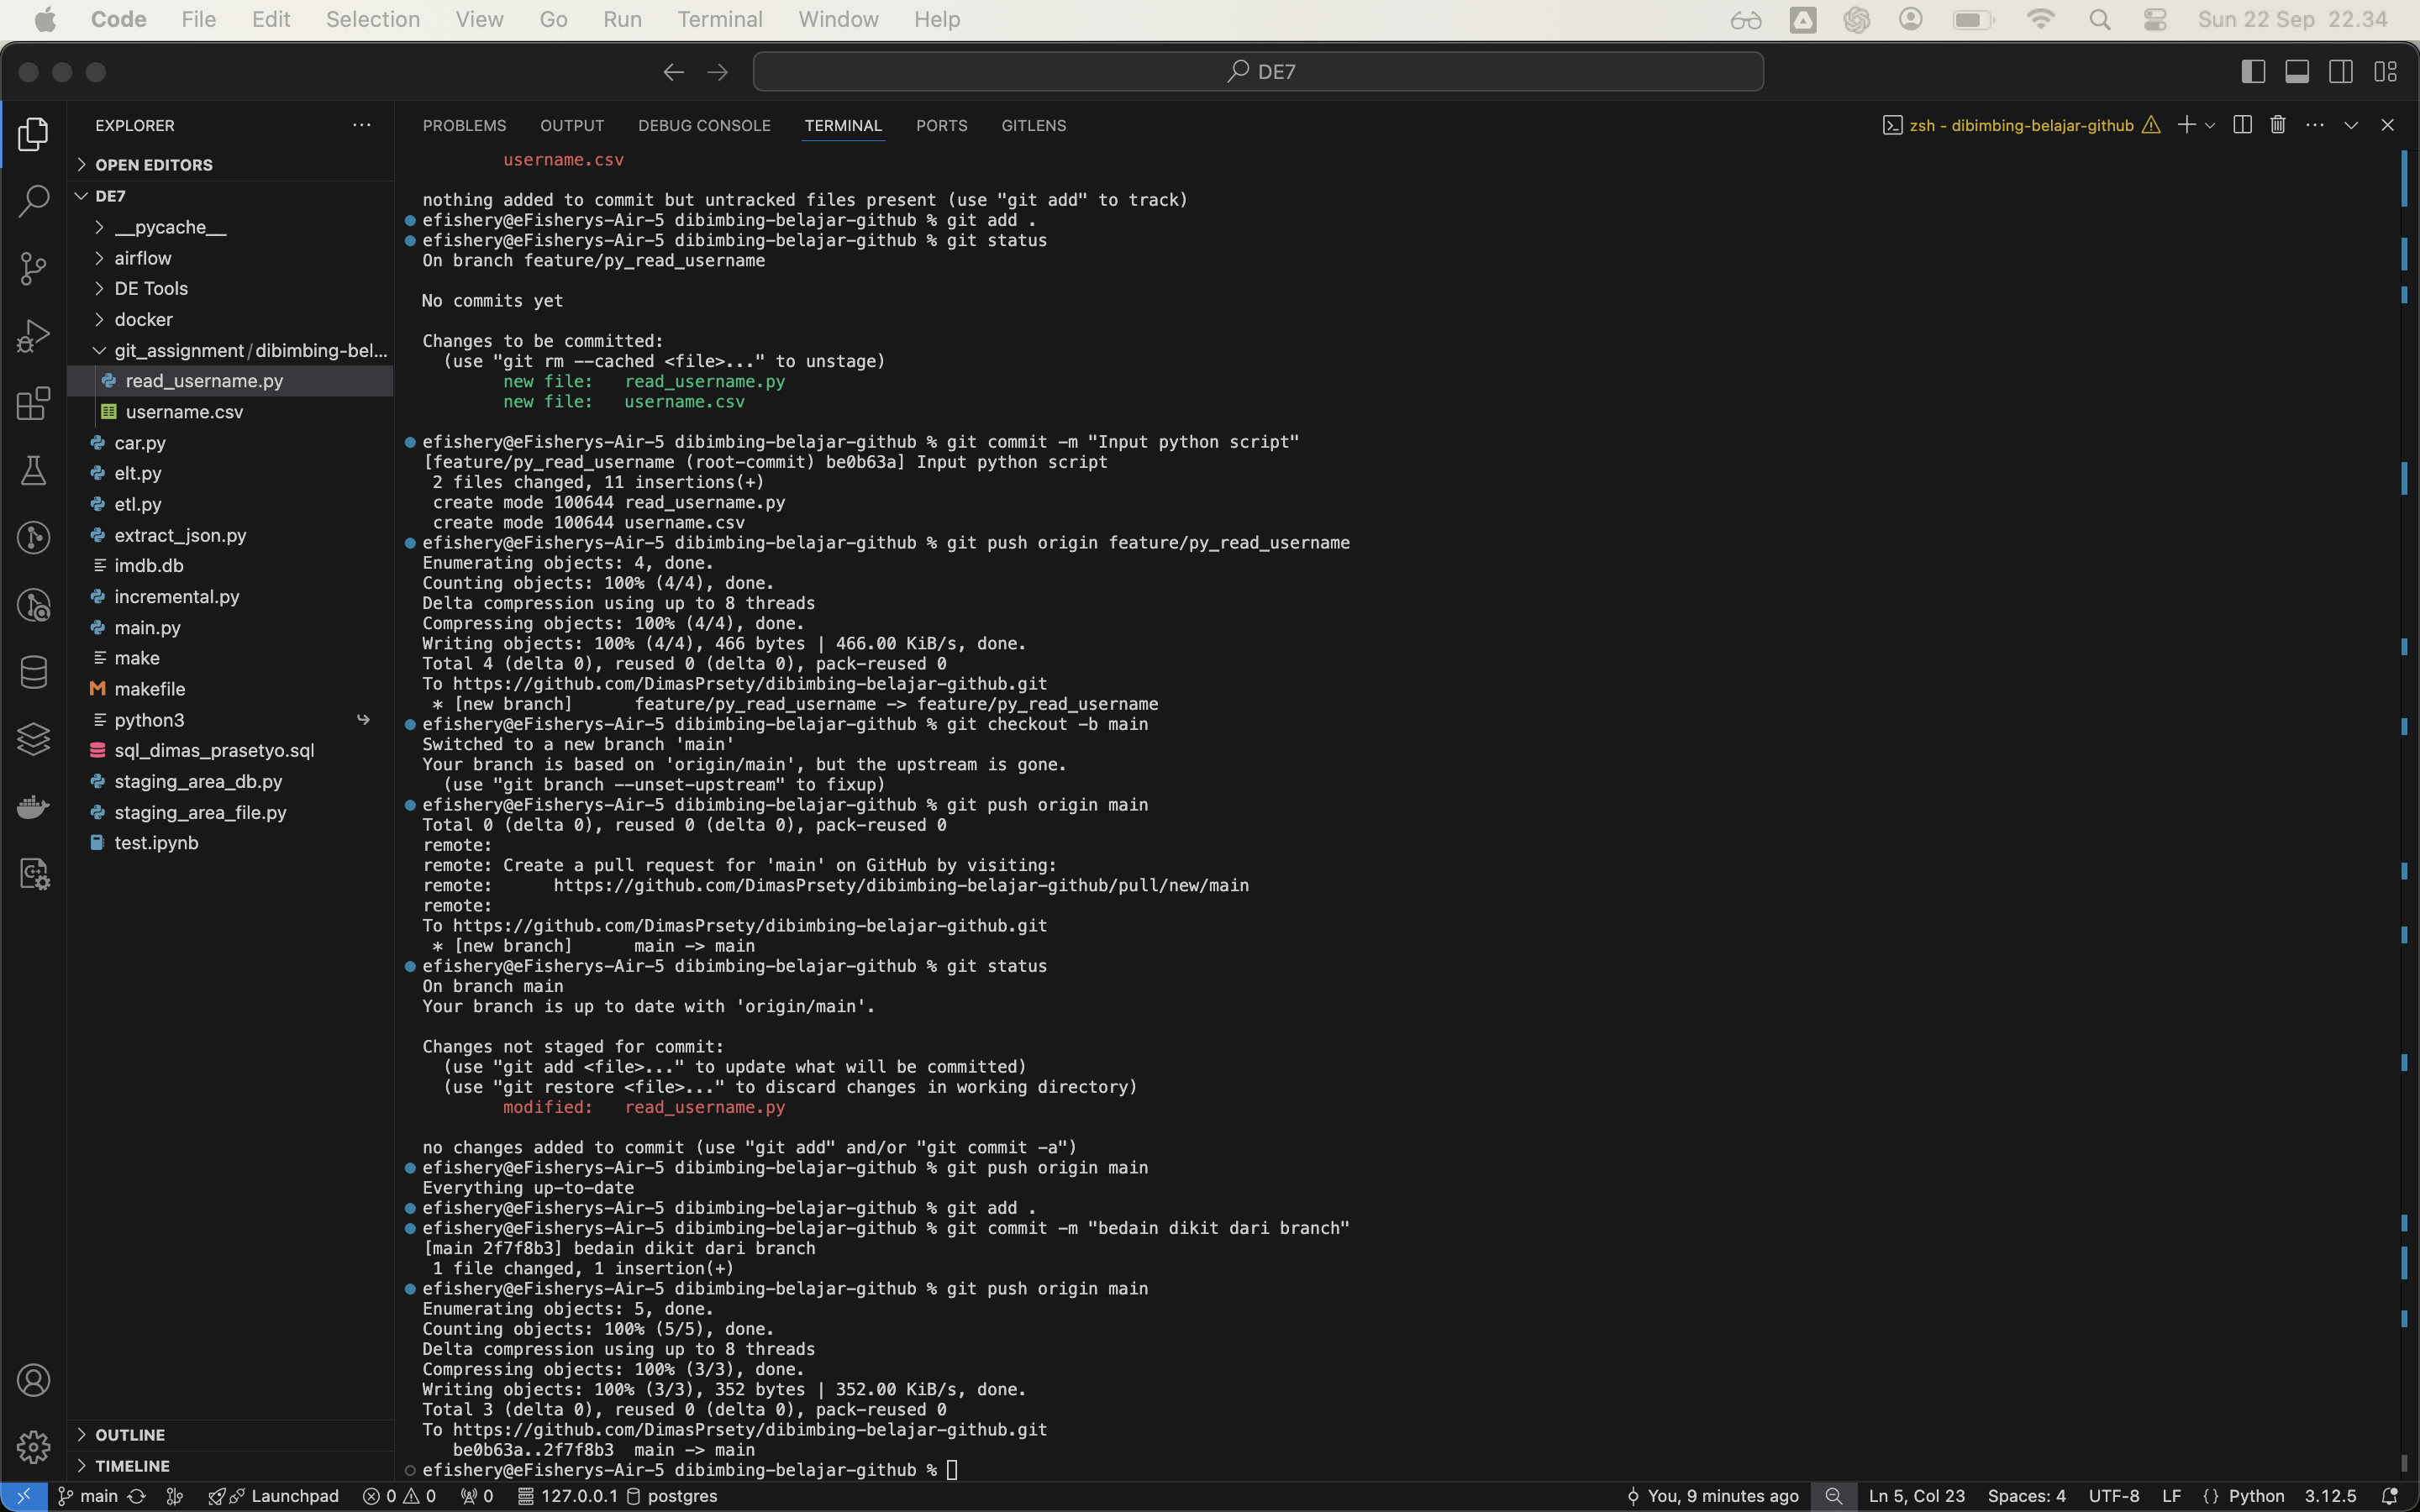 Code File Edit Selection View Go Run Terminal Window Help Sun 22 Sep 22.34
DE7
EXPLORER ...
OPEN EDITORS
DE7
__pycache__
airflow
DE Tools
docker
git_assignment/dibimbing-bel...
read_username.py
username.csv
car.py
elt.py
etl.py
extract_json.py
imdb.db
incremental.py
main.py
make
makefile
python3
sql_dimas_prasetyo.sql
staging_area_db.py
staging_area_file.py
test.ipynb
OUTLINE
TIMELINE
PROBLEMS OUTPUT DEBUG CONSOLE TERMINAL PORTS GITLENS zsh - dibimbing-belajar-github
username.csv
nothing added to commit but untracked files present (use "git add" to track)
efishery@eFisherys-Air-5 dibimbing-belajar-github % git add .
efishery@eFisherys-Air-5 dibimbing-belajar-github % git status
On branch feature/py_read_username
No commits yet
Changes to be committed:
(use "git rm --cached <file>..." to unstage)
new file: read_username.py
new file: username.csv
efishery@eFisherys-Air-5 dibimbing-belajar-github % git commit -m "Input python script"
[feature/py_read_username (root-commit) be0b63a] Input python script
2 files changed, 11 insertions(+)
create mode 100644 read_username.py
create mode 100644 username.csv
efishery@eFisherys-Air-5 dibimbing-belajar-github % git push origin feature/py_read_username
Enumerating objects: 4, done.
Counting objects: 100% (4/4), done.
Delta compression using up to 8 threads
Compressing objects: 100% (4/4), done.
Writing objects: 100% (4/4), 466 bytes | 466.00 KiB/s, done.
Total 4 (delta 0), reused 0 (delta 0), pack-reused 0
To https://github.com/DimasPrsety/dibimbing-belajar-github.git
* [new branch] feature/py_read_username -> feature/py_read_username
efishery@eFisherys-Air-5 dibimbing-belajar-github % git checkout -b main
Switched to a new branch 'main'
Your branch is based on 'origin/main', but the upstream is gone.
(use "git branch --unset-upstream" to fixup)
efishery@eFisherys-Air-5 dibimbing-belajar-github % git push origin main
Total 0 (delta 0), reused 0 (delta 0), pack-reused 0
remote:
remote: Create a pull request for 'main' on GitHub by visiting:
remote: https://github.com/DimasPrsety/dibimbing-belajar-github/pull/new/main
remote:
To https://github.com/DimasPrsety/dibimbing-belajar-github.git
* [new branch] main -> main
efishery@eFisherys-Air-5 dibimbing-belajar-github % git status
On branch main
Your branch is up to date with 'origin/main'.
Changes not staged for commit:
(use "git add <file>..." to update what will be committed)
(use "git restore <file>..." to discard changes in working directory)
modified: read_username.py
no changes added to commit (use "git add" and/or "git commit -a")
efishery@eFisherys-Air-5 dibimbing-belajar-github % git push origin main
Everything up-to-date
efishery@eFisherys-Air-5 dibimbing-belajar-github % git add .
efishery@eFisherys-Air-5 dibimbing-belajar-github % git commit -m "bedain dikit dari branch"
[main 2f7f8b3] bedain dikit dari branch
1 file changed, 1 insertion(+)
efishery@eFisherys-Air-5 dibimbing-belajar-github % git push origin main
Enumerating objects: 5, done.
Counting objects: 100% (5/5), done.
Delta compression using up to 8 threads
Compressing objects: 100% (3/3), done.
Writing objects: 100% (3/3), 352 bytes | 352.00 KiB/s, done.
Total 3 (delta 0), reused 0 (delta 0), pack-reused 0
To https://github.com/DimasPrsety/dibimbing-belajar-github.git
be0b63a..2f7f8b3 main -> main
efishery@eFisherys-Air-5 dibimbing-belajar-github %
main Launchpad 0 0 0 127.0.0.1 postgres You, 9 minutes ago Ln 5, Col 23 Spaces: 4 UTF-8 LF {} Python 3.12.5